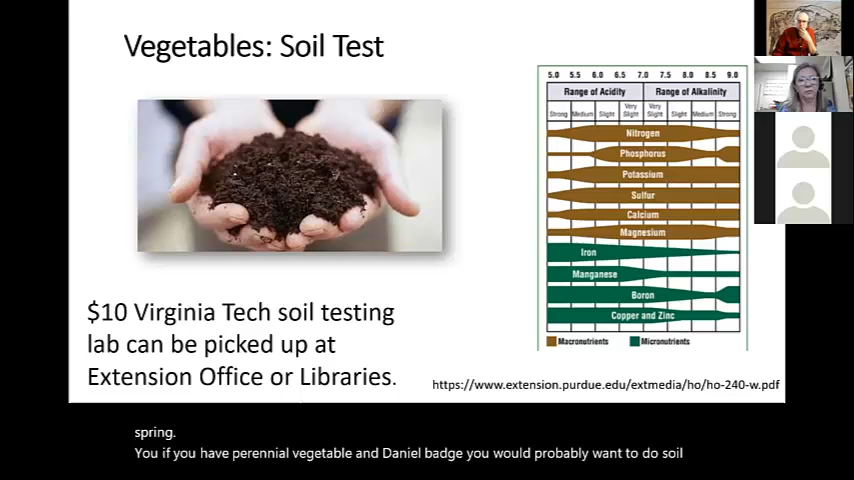 Vegetables: Soil Test
5.0 5.5 6.0 6.5 7.0 7.5 8.0 8.5 9.0
Range of Acidity Range of Alkalinity
Strong Medium Slight Very Slight Very Slight Slight Medium Strong
Nitrogen
Phosphorus
Potassium
Sulfur
Calcium
Magnesium
Iron
Manganese
Boron
Copper and Zinc
Macronutrients Micronutrients
$10 Virginia Tech soil testing
lab can be picked up at
Extension Office or Libraries.
https://www.extension.purdue.edu/extmedia/ho/ho-240-w.pdf
spring.
You if you have perennial vegetable and Daniel badge you would probably want to do soil